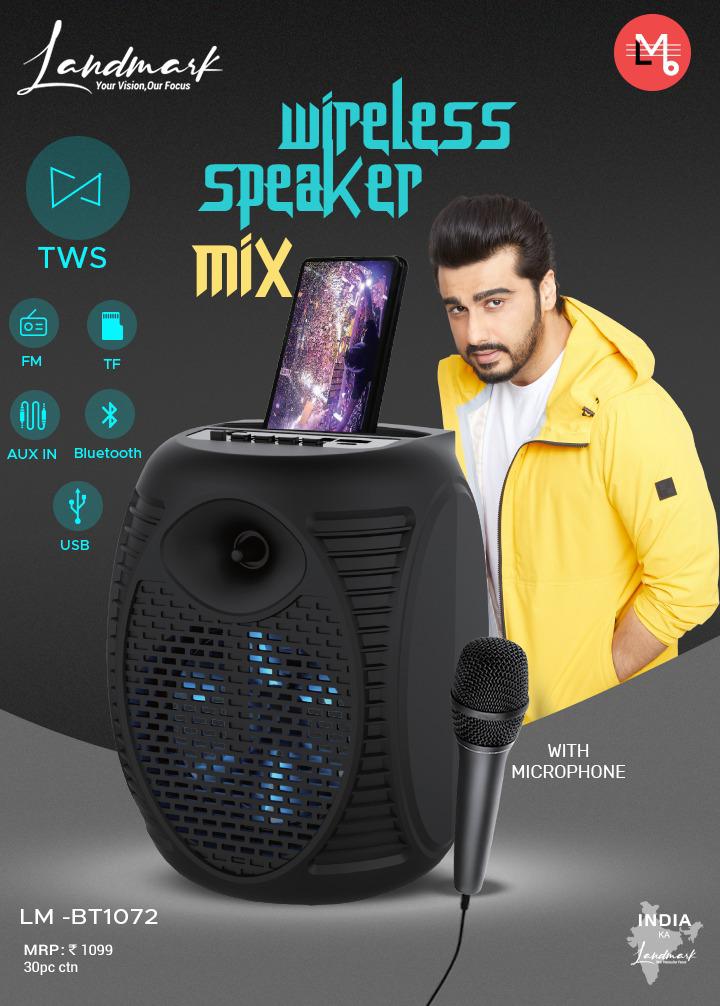 Landmark
Your Vision,Our Focus
LM
wireless
speaker
mix
TWS
FM
TF
AUX IN
Bluetooth
USB
WITH
MICROPHONE
LM -BT1072
MRP: ₹ 1099
30pc ctn
INDIA
KA
Landmark